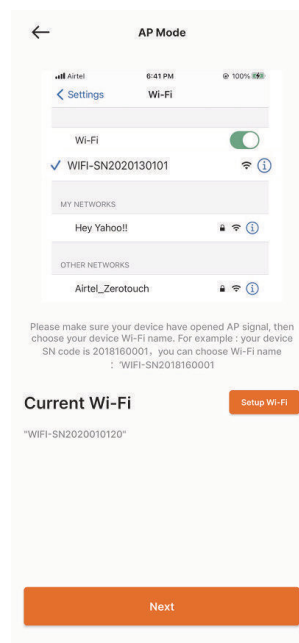 AP Mode
Airtel 6:41 PM 100%
Settings Wi-Fi
Wi-Fi
WIFI-SN2020130101
MY NETWORKS
Hey Yahoo!!
OTHER NETWORKS
Airtel_Zerotouch
Please make sure your device have opened AP signal, then
choose your device Wi-Fi name. For example : your device
SN code is 2018160001, you can choose Wi-Fi name
: 'WIFI-SN2018160001
Current Wi-Fi
Setup Wi-Fi
"WIFI-SN2020010120"
Next